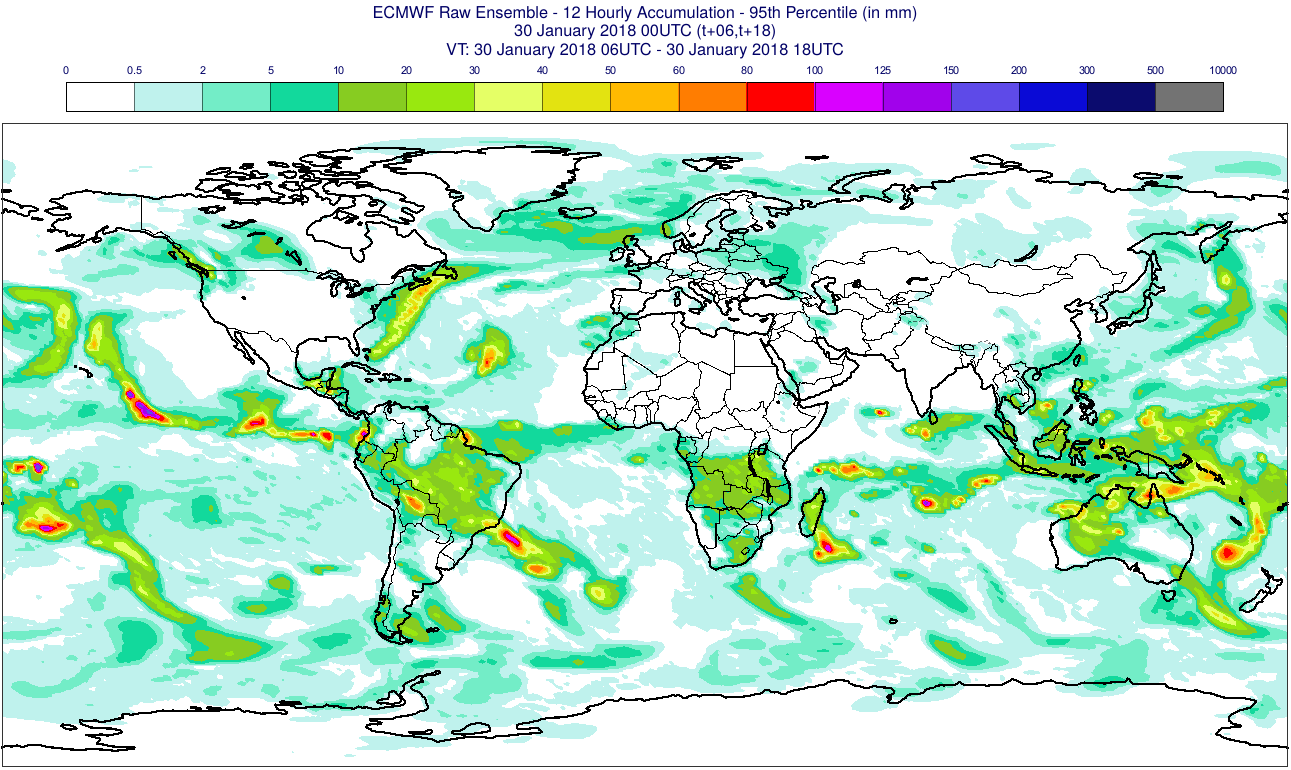 ECMWF Raw Ensemble - 12 Hourly Accumulation - 95th Percentile (in mm)
30 January 2018 00UTC (t+06,t+18)
VT: 30 January 2018 06UTC - 30 January 2018 18UTC
0 0.5 2 5 10 20 30 40 50 60 80 100 125 150 200 300 500 10000